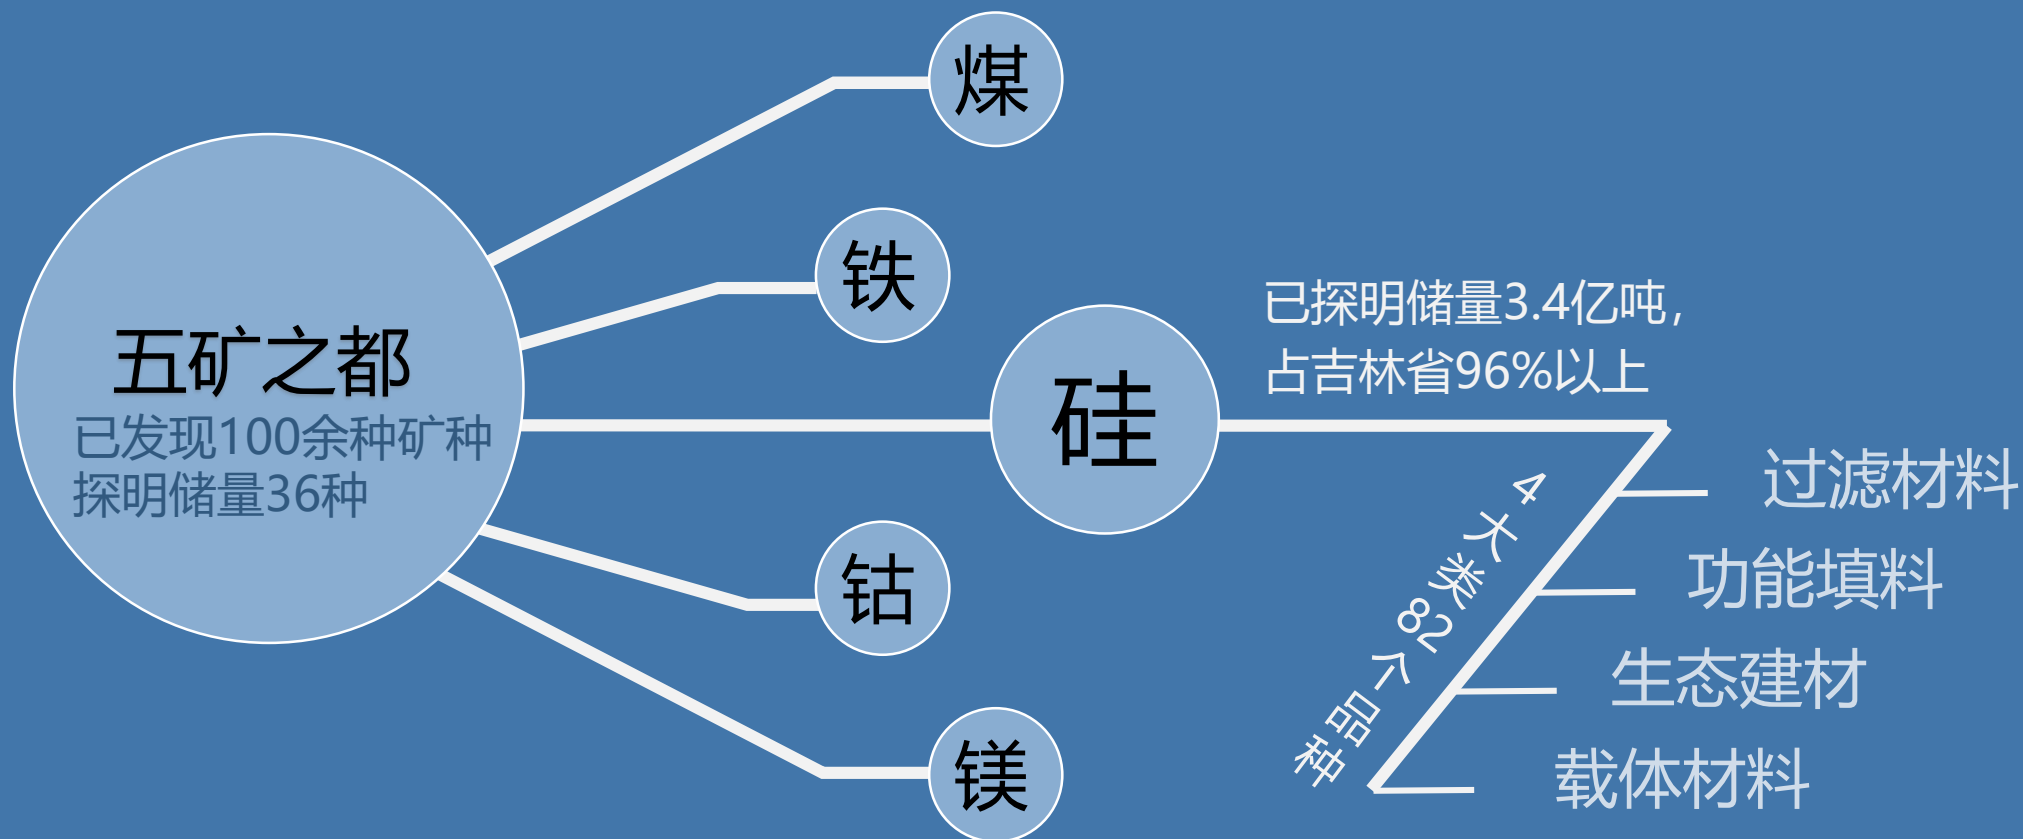 五矿之都
已发现100余种矿种
探明储量36种
煤
铁
硅
钴
镁
已探明储量3.4亿吨，
占吉林省96%以上
4大类82个品种
过滤材料
功能填料
生态建材
载体材料